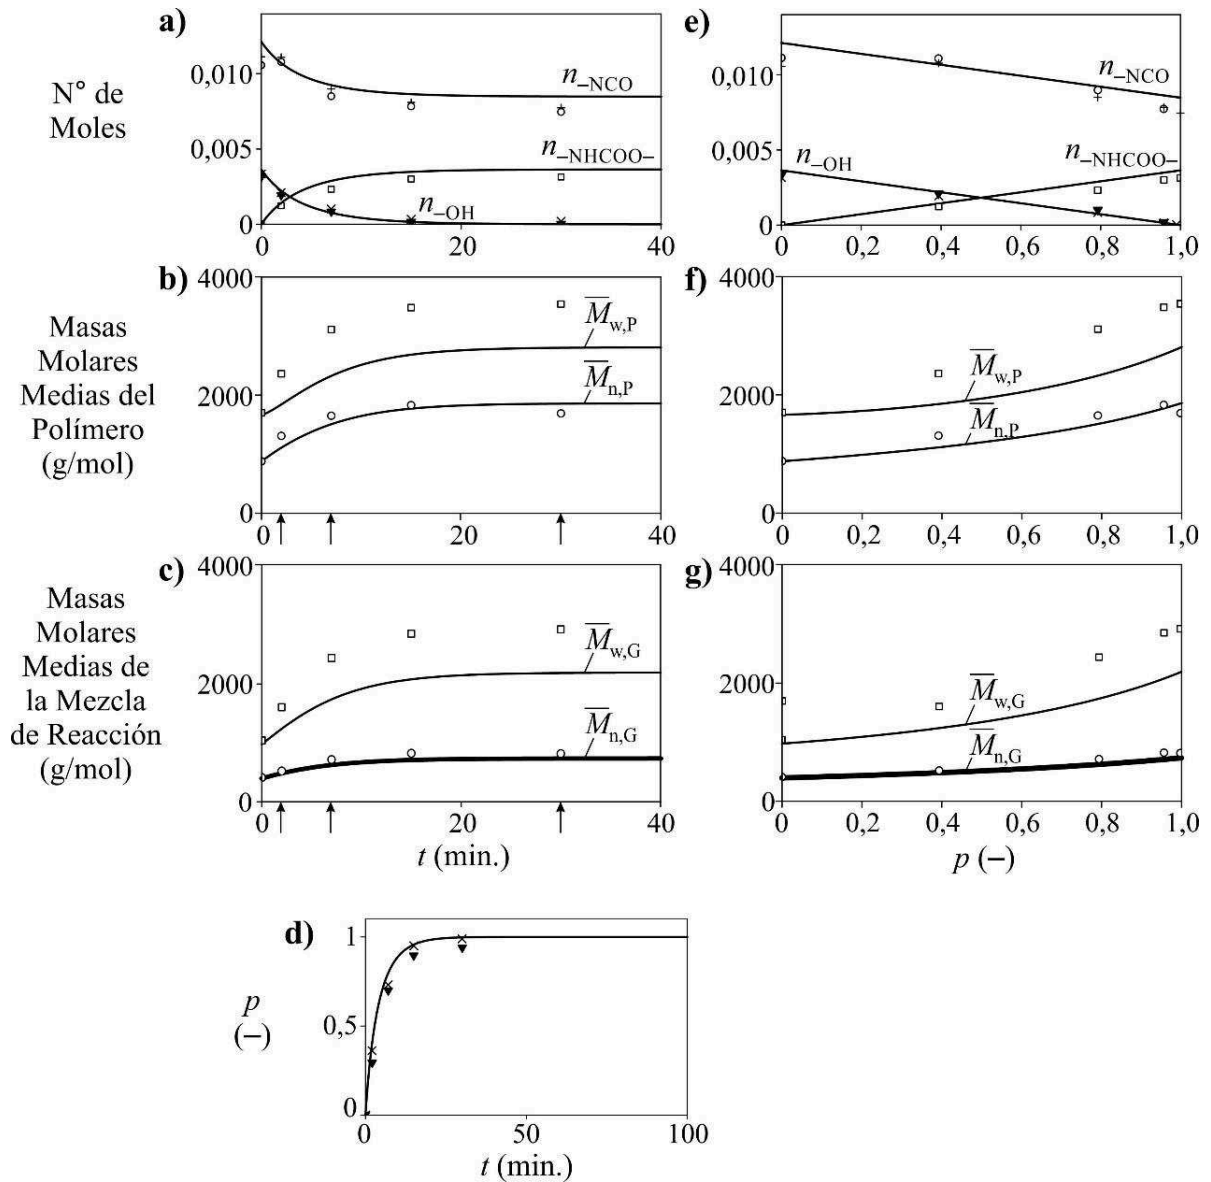 a)
N° de
Moles
0,010
0,005
0
n–NCO
n–NHCOO–
n–OH
0 20 40
e)
0,010
0,005
0
n–NCO
n–OH
n–NHCOO–
0 0,2 0,4 0,6 0,8 1,0
b)
Masas
Molares
Medias del
Polímero
(g/mol)
4000
2000
0
M̅w,P
M̅n,P
0 20 40
f)
4000
2000
0
M̅w,P
M̅n,P
0 0,2 0,4 0,6 0,8 1,0
c)
Masas
Molares
Medias de
la Mezcla
de Reacción
(g/mol)
4000
2000
0
M̅w,G
M̅n,G
0 20 40
t (min.)
g)
4000
2000
0
M̅w,G
M̅n,G
0 0,2 0,4 0,6 0,8 1,0
p (–)
d)
p
(–)
1
0,5
0
0 50 100
t (min.)